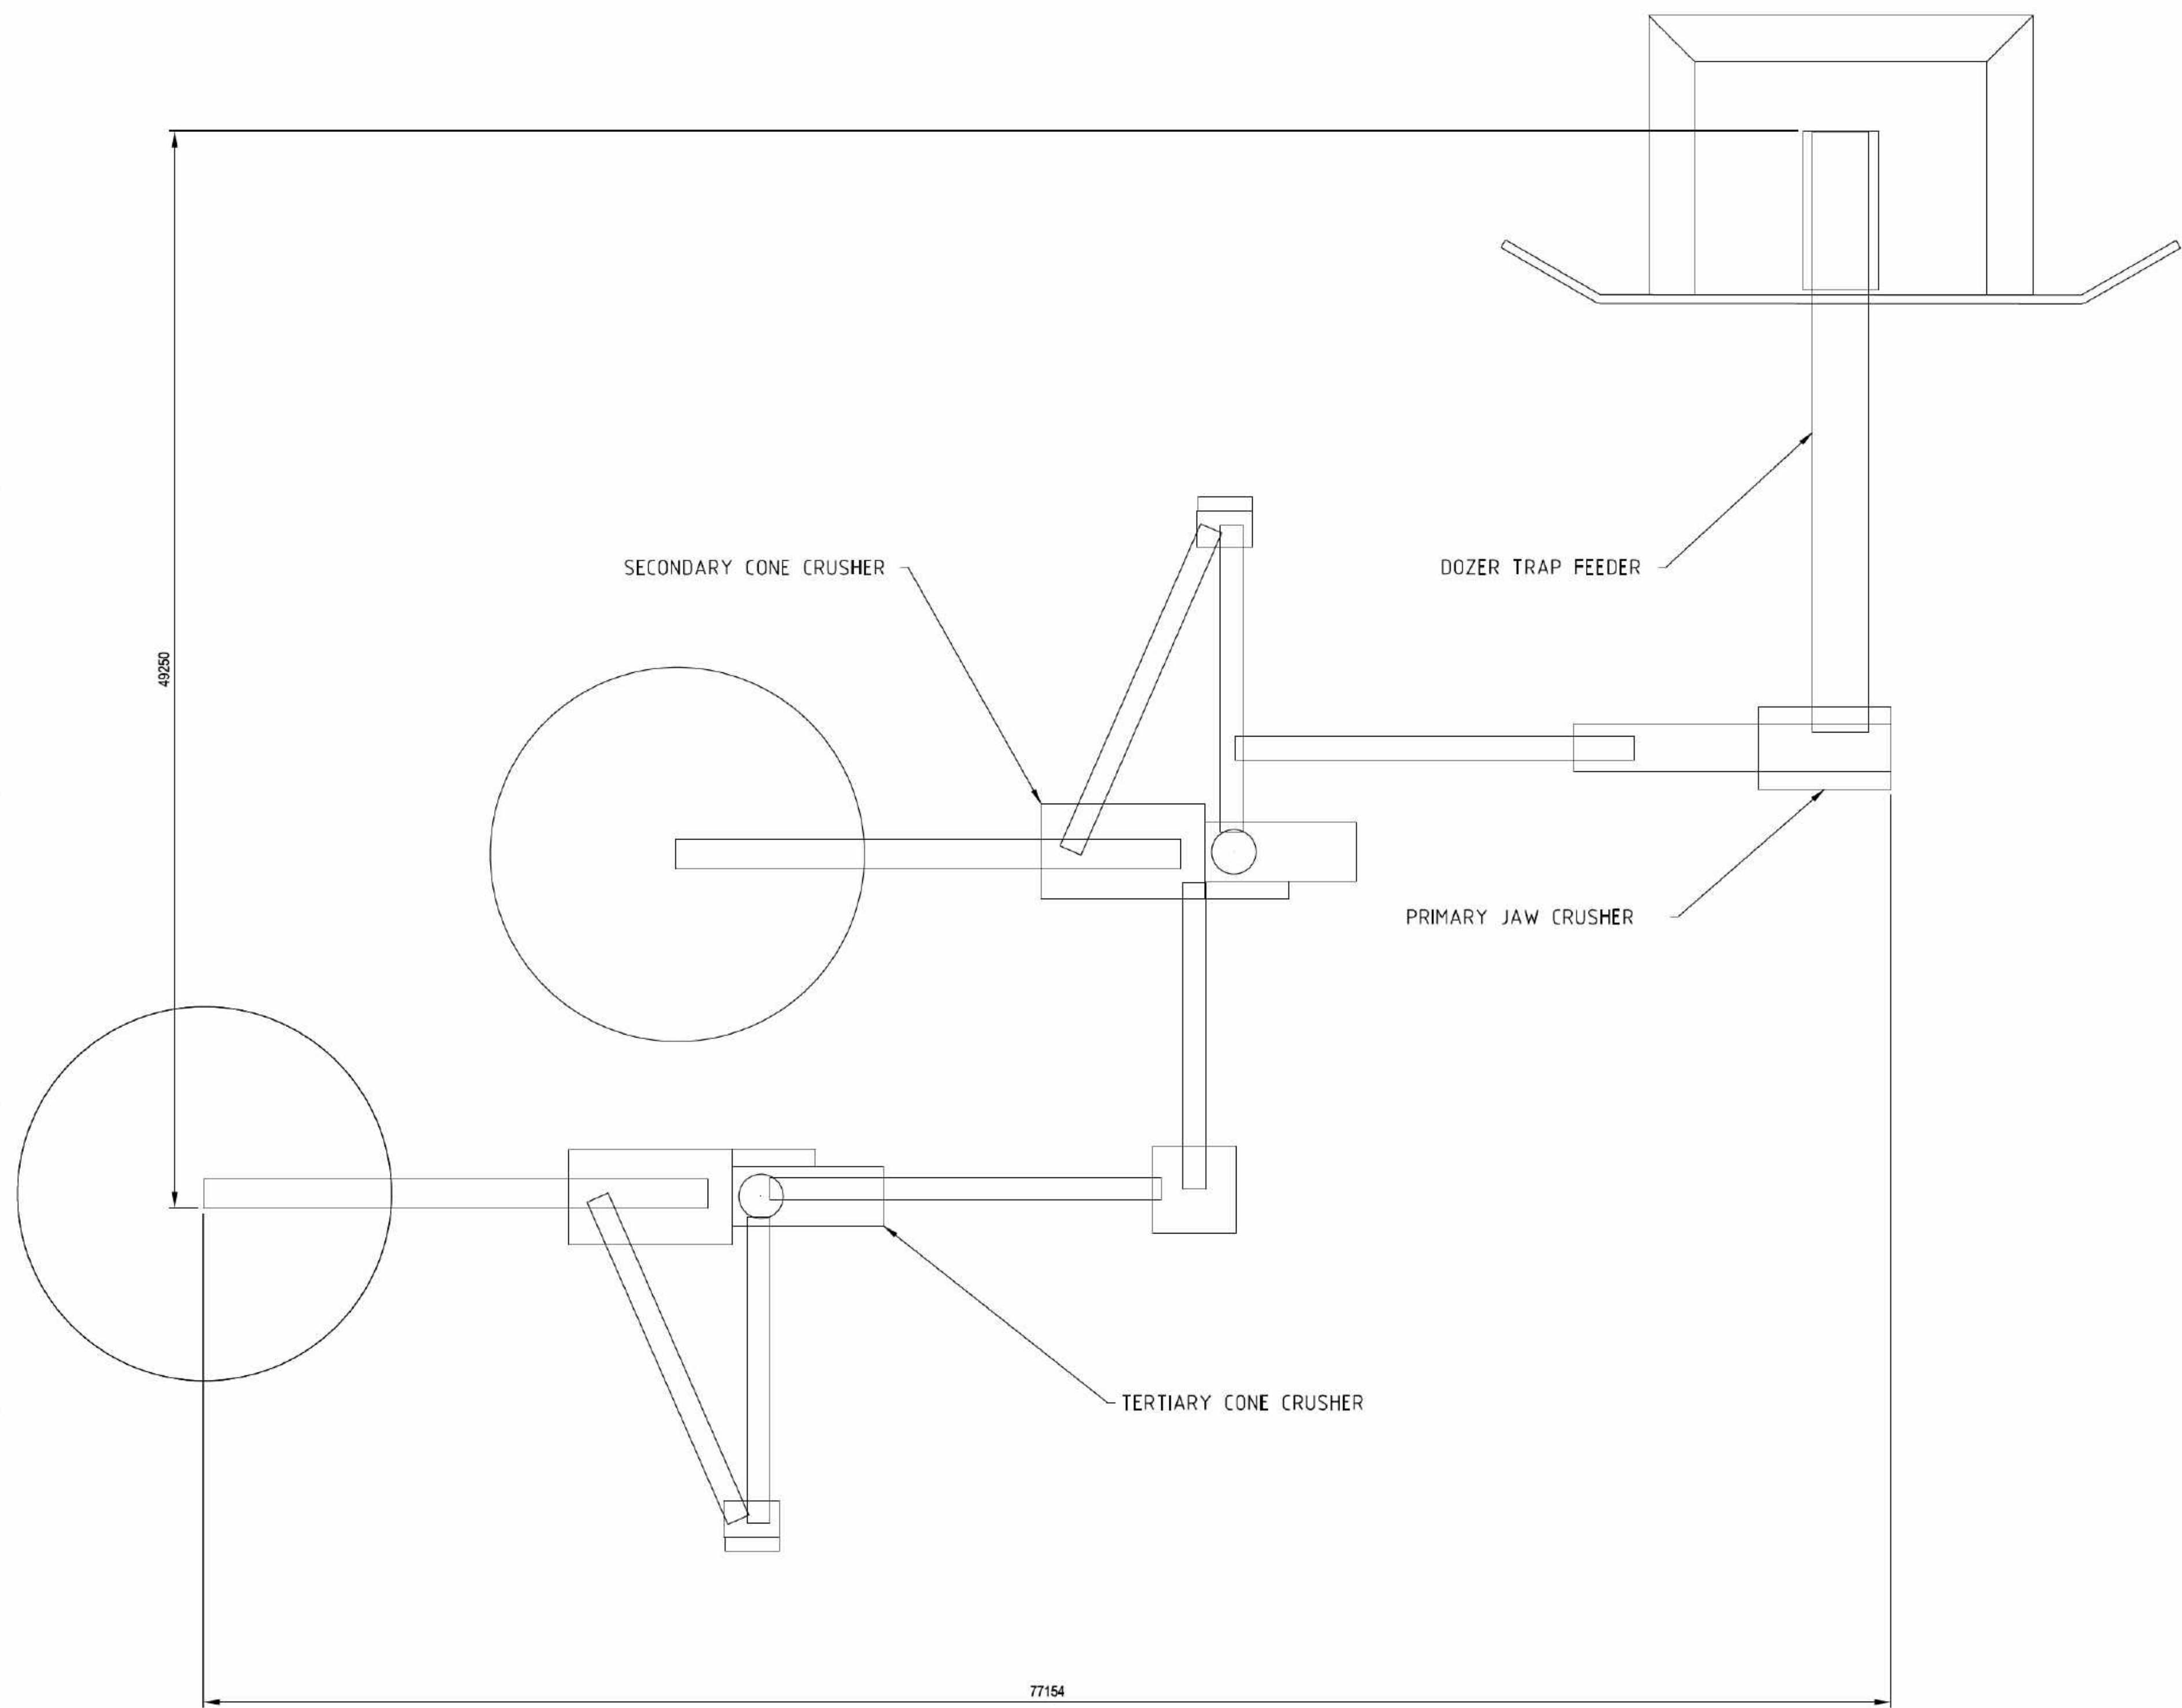 SECONDARY CONE CRUSHER
DOZER TRAP FEEDER
49250
PRIMARY JAW CRUSHER
TERTIARY CONE CRUSHER
77154